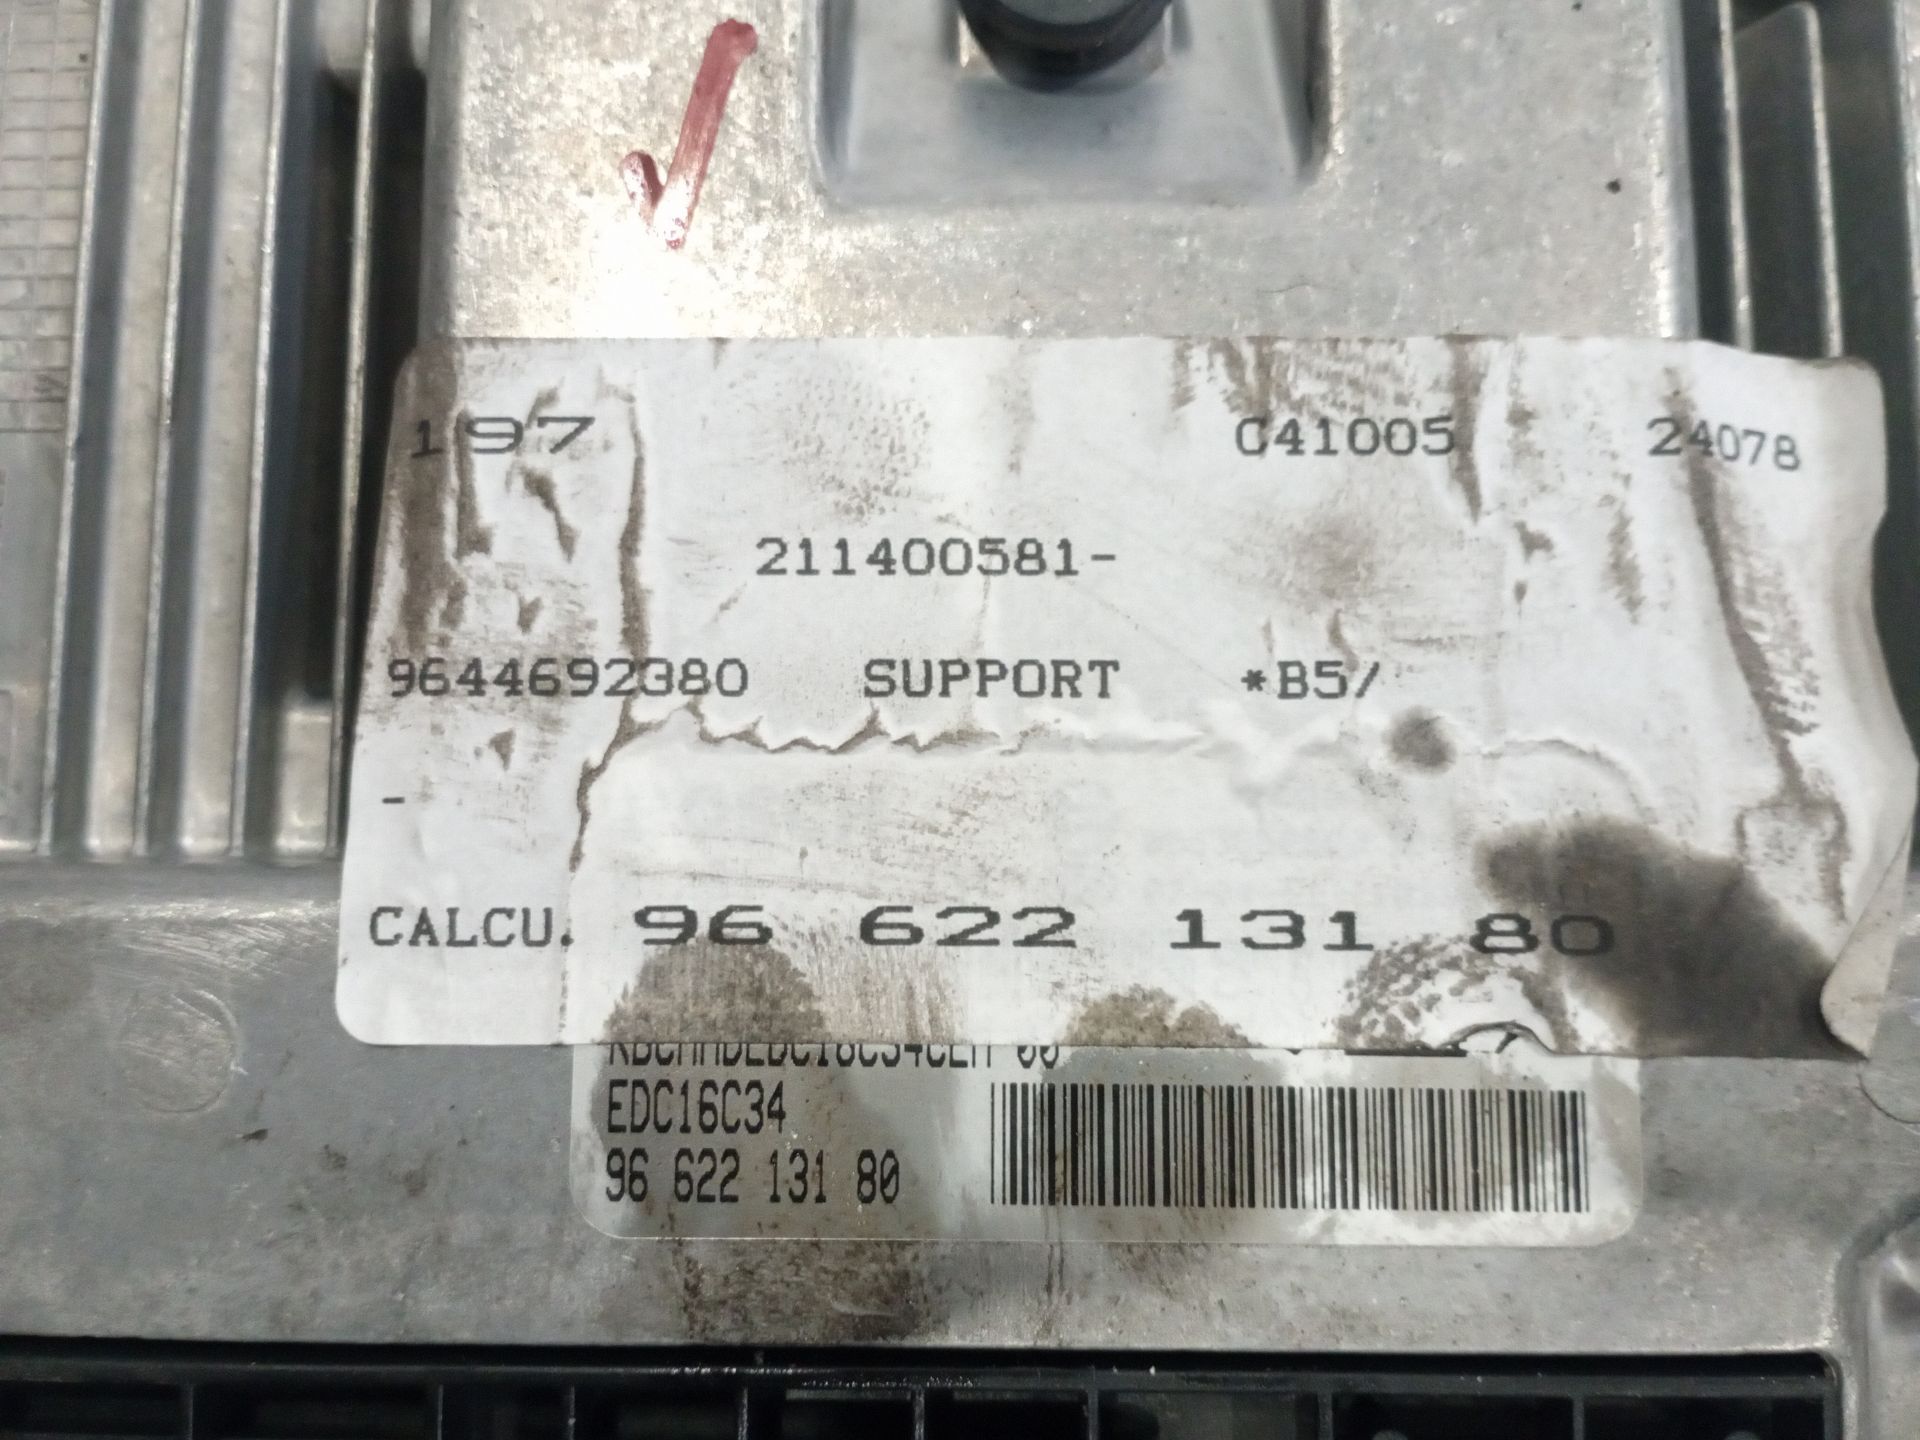 197 C41005 24078
211400581-
9644692380 SUPPORT *B5/
-
CALCU. 96 622 131 80
EDC16C34
96 622 131 80